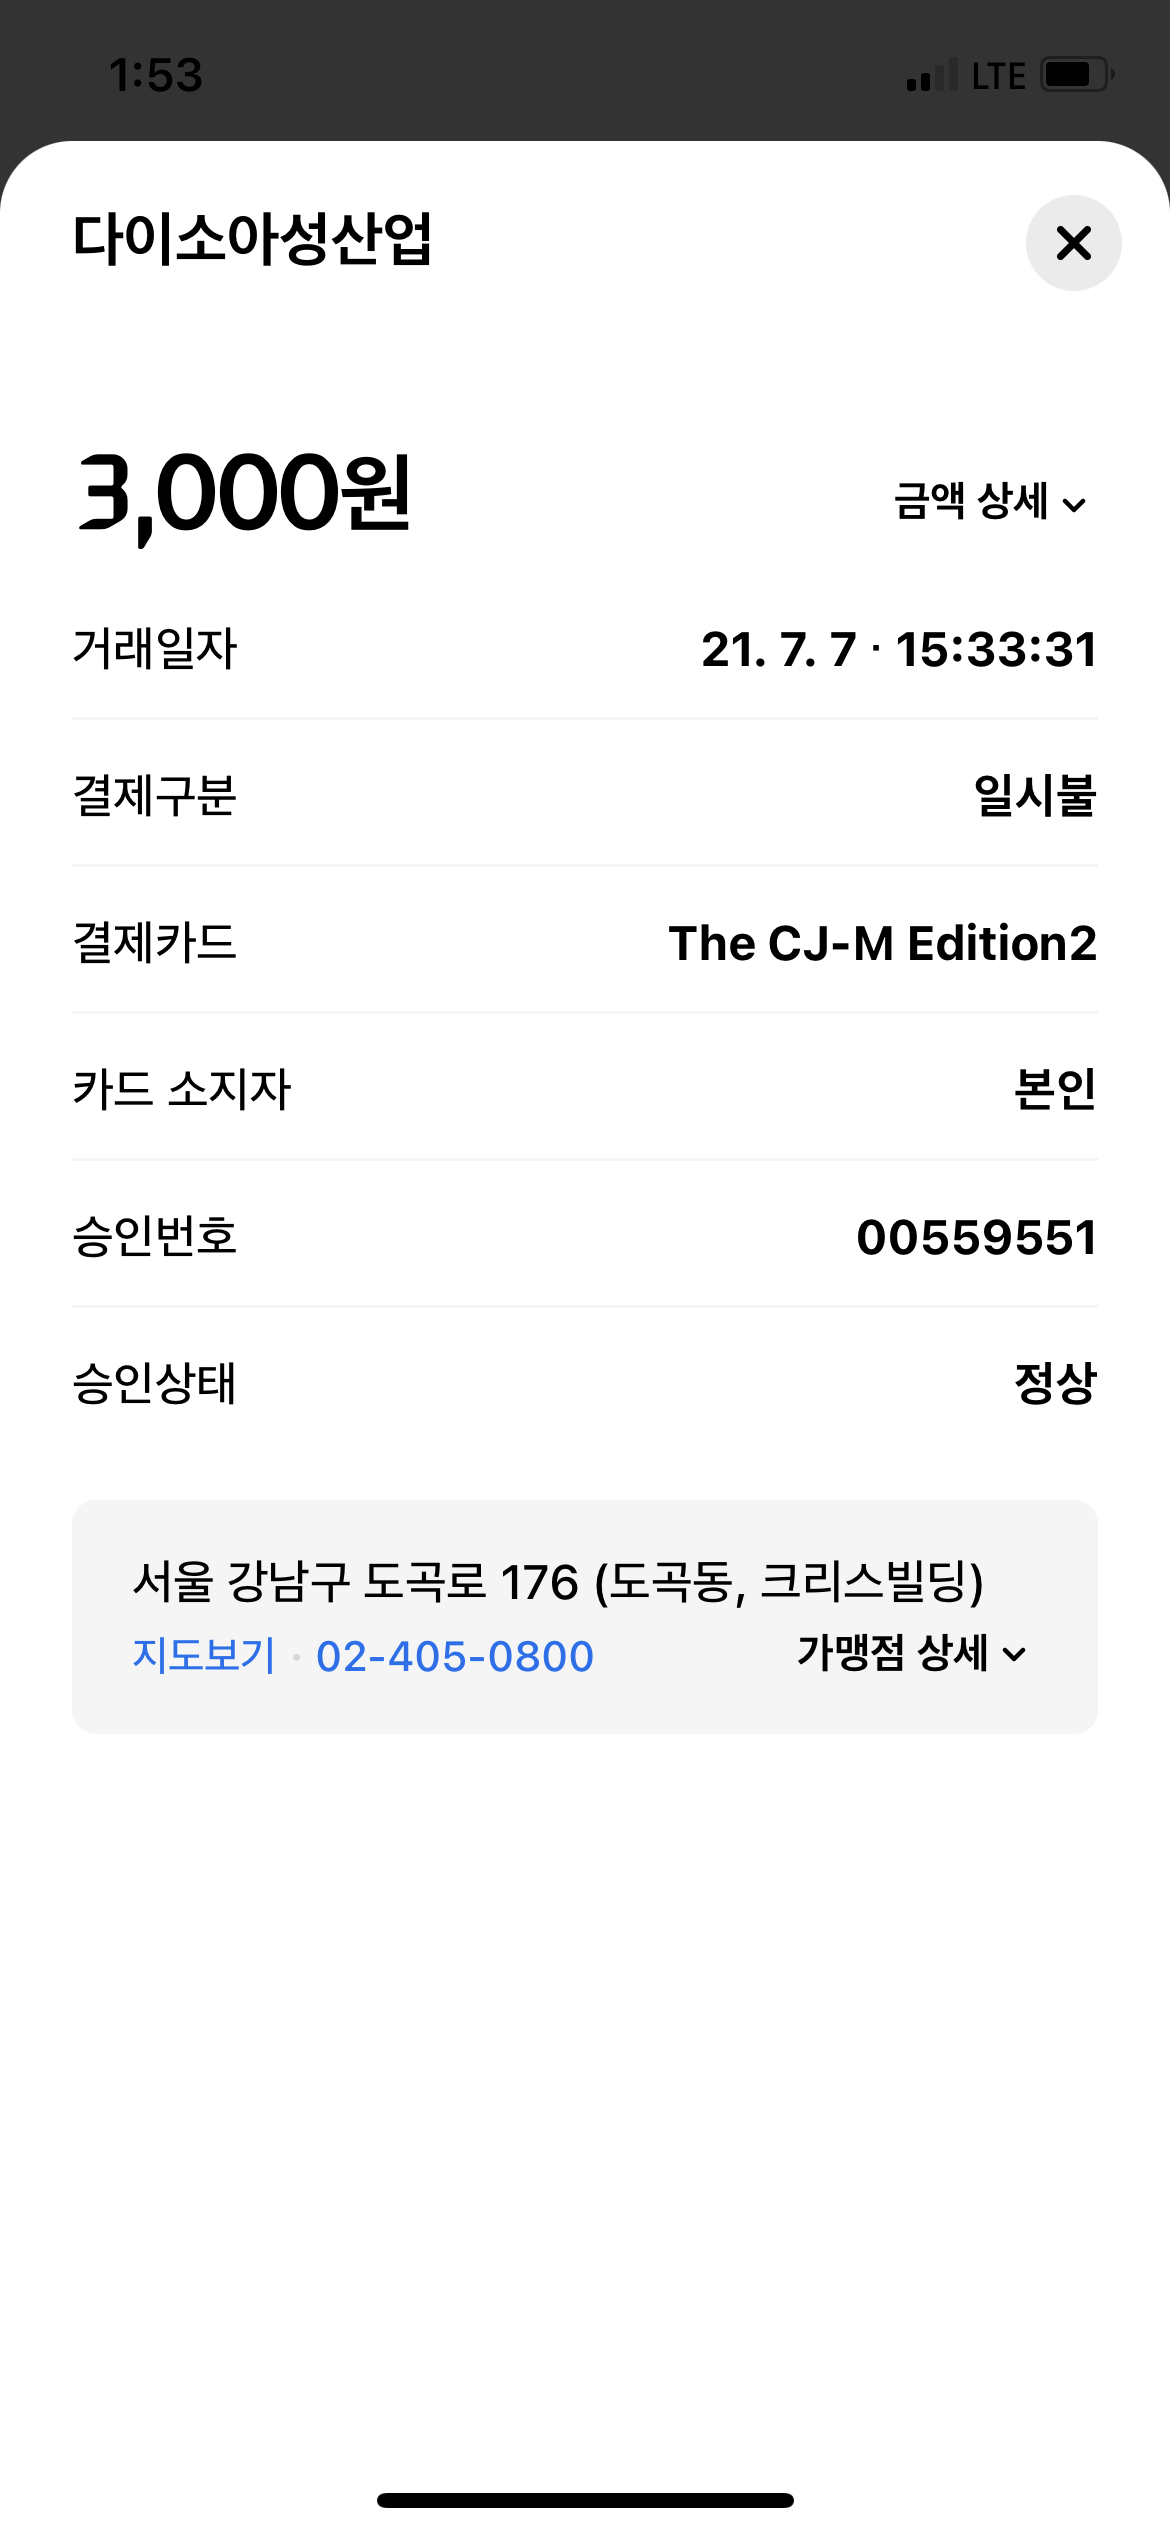 1:53 LTE
다이소아성산업
3,000원 금액 상세
거래일자 21. 7. 7 · 15:33:31
결제구분 일시불
결제카드 The CJ-M Edition2
카드 소지자 본인
승인번호 00559551
승인상태 정상
서울 강남구 도곡로 176 (도곡동, 크리스빌딩)
지도보기 · 02-405-0800 가맹점 상세